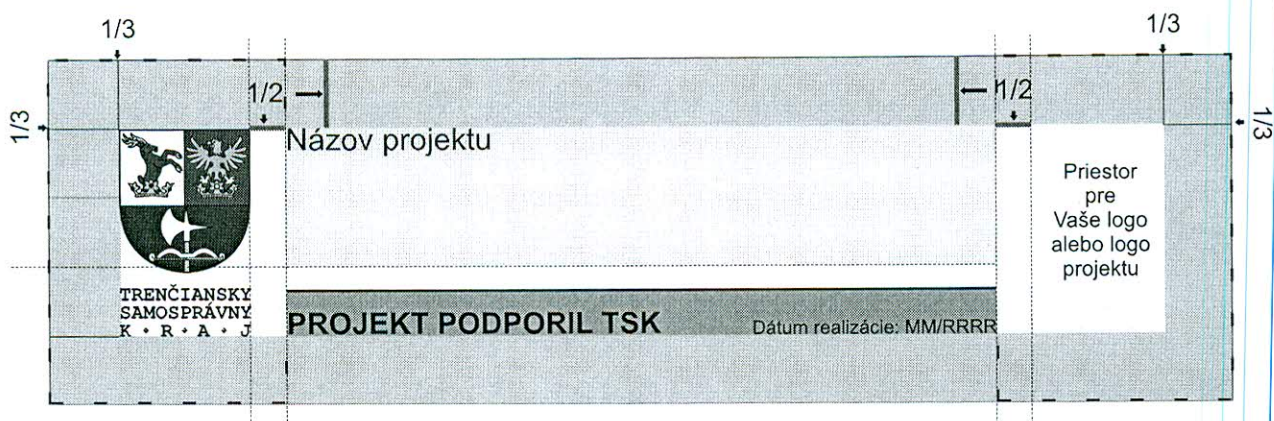 1/3
1/3
1/2
1/2
1/3
1/3
Názov projektu
Priestor
pre
Vaše logo
alebo logo
projektu
TRENČIANSKY
SAMOSPRÁVNY
K · R · A · J
PROJEKT PODPORIL TSK
Dátum realizácie: MM/RRRR